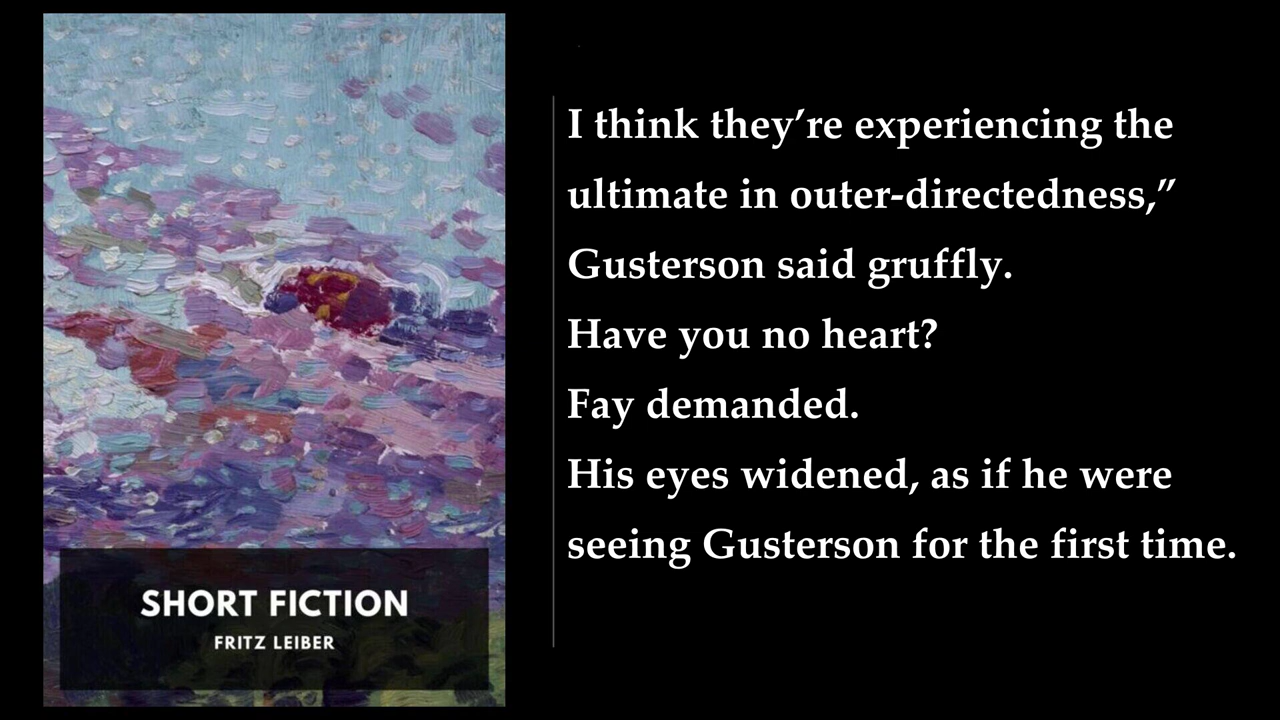 I think they’re experiencing the
ultimate in outer-directedness,”
Gusterson said gruffly.
Have you no heart?
Fay demanded.
His eyes widened, as if he were
seeing Gusterson for the first time.
SHORT FICTION
FRITZ LEIBER